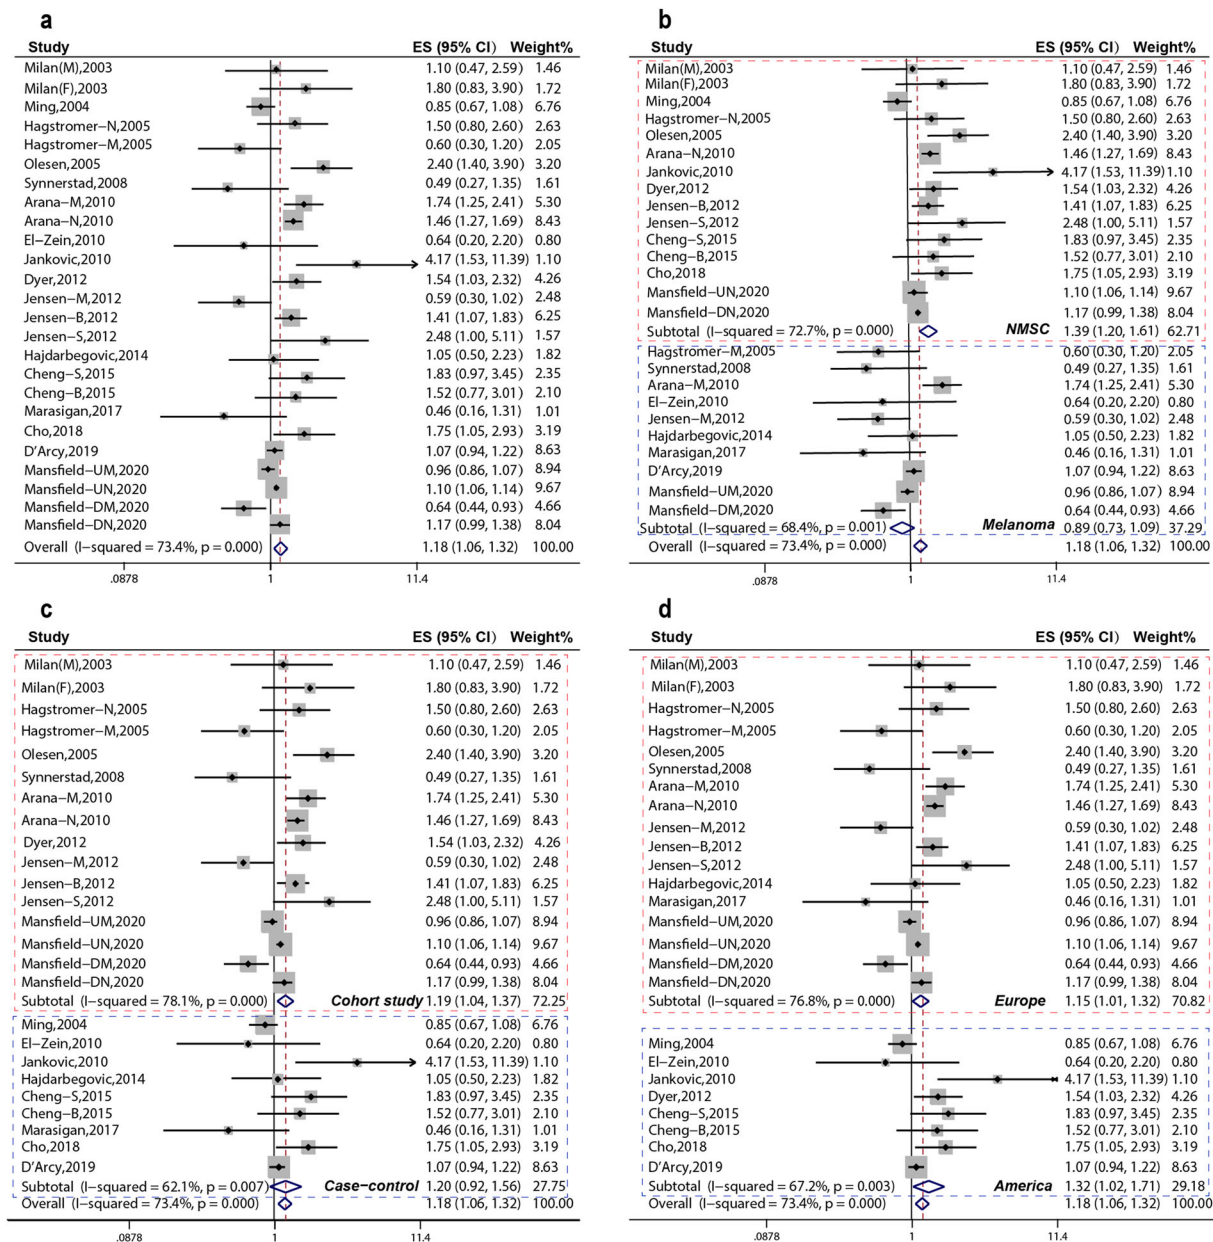 a
Study ES (95% CI) Weight%
Milan(M),2003 1.10 (0.47, 2.59) 1.46
Milan(F),2003 1.80 (0.83, 3.90) 1.72
Ming,2004 0.85 (0.67, 1.08) 6.76
Hagstromer−N,2005 1.50 (0.80, 2.60) 2.63
Hagstromer−M,2005 0.60 (0.30, 1.20) 2.05
Olesen,2005 2.40 (1.40, 3.90) 3.20
Synnerstad,2008 0.49 (0.27, 1.35) 1.61
Arana−M,2010 1.74 (1.25, 2.41) 5.30
Arana−N,2010 1.46 (1.27, 1.69) 8.43
El−Zein,2010 0.64 (0.20, 2.20) 0.80
Jankovic,2010 4.17 (1.53, 11.39) 1.10
Dyer,2012 1.54 (1.03, 2.32) 4.26
Jensen−M,2012 0.59 (0.30, 1.02) 2.48
Jensen−B,2012 1.41 (1.07, 1.83) 6.25
Jensen−S,2012 2.48 (1.00, 5.11) 1.57
Hajdarbegovic,2014 1.05 (0.50, 2.23) 1.82
Cheng−S,2015 1.83 (0.97, 3.45) 2.35
Cheng−B,2015 1.52 (0.77, 3.01) 2.10
Marasigan,2017 0.46 (0.16, 1.31) 1.01
Cho,2018 1.75 (1.05, 2.93) 3.19
D'Arcy,2019 1.07 (0.94, 1.22) 8.63
Mansfield−UM,2020 0.96 (0.86, 1.07) 8.94
Mansfield−UN,2020 1.10 (1.06, 1.14) 9.67
Mansfield−DM,2020 0.64 (0.44, 0.93) 4.66
Mansfield−DN,2020 1.17 (0.99, 1.38) 8.04
Overall (I−squared = 73.4%, p = 0.000) 1.18 (1.06, 1.32) 100.00
.0878 1 11.4
b
Study ES (95% CI) Weight%
Milan(M),2003 1.10 (0.47, 2.59) 1.46
Milan(F),2003 1.80 (0.83, 3.90) 1.72
Ming,2004 0.85 (0.67, 1.08) 6.76
Hagstromer−N,2005 1.50 (0.80, 2.60) 2.63
Olesen,2005 2.40 (1.40, 3.90) 3.20
Arana−N,2010 1.46 (1.27, 1.69) 8.43
Jankovic,2010 4.17 (1.53, 11.39) 1.10
Dyer,2012 1.54 (1.03, 2.32) 4.26
Jensen−B,2012 1.41 (1.07, 1.83) 6.25
Jensen−S,2012 2.48 (1.00, 5.11) 1.57
Cheng−S,2015 1.83 (0.97, 3.45) 2.35
Cheng−B,2015 1.52 (0.77, 3.01) 2.10
Cho,2018 1.75 (1.05, 2.93) 3.19
Mansfield−UN,2020 1.10 (1.06, 1.14) 9.67
Mansfield−DN,2020 1.17 (0.99, 1.38) 8.04
Subtotal (I−squared = 72.7%, p = 0.000) NMSC 1.39 (1.20, 1.61) 62.71
Hagstromer−M,2005 0.60 (0.30, 1.20) 2.05
Synnerstad,2008 0.49 (0.27, 1.35) 1.61
Arana−M,2010 1.74 (1.25, 2.41) 5.30
El−Zein,2010 0.64 (0.20, 2.20) 0.80
Jensen−M,2012 0.59 (0.30, 1.02) 2.48
Hajdarbegovic,2014 1.05 (0.50, 2.23) 1.82
Marasigan,2017 0.46 (0.16, 1.31) 1.01
D'Arcy,2019 1.07 (0.94, 1.22) 8.63
Mansfield−UM,2020 0.96 (0.86, 1.07) 8.94
Mansfield−DM,2020 0.64 (0.44, 0.93) 4.66
Subtotal (I−squared = 68.4%, p = 0.001) Melanoma 0.89 (0.73, 1.09) 37.29
Overall (I−squared = 73.4%, p = 0.000) 1.18 (1.06, 1.32) 100.00
.0878 1 11.4
c
Study ES (95% CI) Weight%
Milan(M),2003 1.10 (0.47, 2.59) 1.46
Milan(F),2003 1.80 (0.83, 3.90) 1.72
Hagstromer−N,2005 1.50 (0.80, 2.60) 2.63
Hagstromer−M,2005 0.60 (0.30, 1.20) 2.05
Olesen,2005 2.40 (1.40, 3.90) 3.20
Synnerstad,2008 0.49 (0.27, 1.35) 1.61
Arana−M,2010 1.74 (1.25, 2.41) 5.30
Arana−N,2010 1.46 (1.27, 1.69) 8.43
Dyer,2012 1.54 (1.03, 2.32) 4.26
Jensen−M,2012 0.59 (0.30, 1.02) 2.48
Jensen−B,2012 1.41 (1.07, 1.83) 6.25
Jensen−S,2012 2.48 (1.00, 5.11) 1.57
Mansfield−UM,2020 0.96 (0.86, 1.07) 8.94
Mansfield−UN,2020 1.10 (1.06, 1.14) 9.67
Mansfield−DM,2020 0.64 (0.44, 0.93) 4.66
Mansfield−DN,2020 1.17 (0.99, 1.38) 8.04
Subtotal (I−squared = 78.1%, p = 0.000) Cohort study 1.19 (1.04, 1.37) 72.25
Ming,2004 0.85 (0.67, 1.08) 6.76
El−Zein,2010 0.64 (0.20, 2.20) 0.80
Jankovic,2010 4.17 (1.53, 11.39) 1.10
Hajdarbegovic,2014 1.05 (0.50, 2.23) 1.82
Cheng−S,2015 1.83 (0.97, 3.45) 2.35
Cheng−B,2015 1.52 (0.77, 3.01) 2.10
Marasigan,2017 0.46 (0.16, 1.31) 1.01
Cho,2018 1.75 (1.05, 2.93) 3.19
D'Arcy,2019 1.07 (0.94, 1.22) 8.63
Subtotal (I−squared = 62.1%, p = 0.007) Case−control 1.20 (0.92, 1.56) 27.75
Overall (I−squared = 73.4%, p = 0.000) 1.18 (1.06, 1.32) 100.00
.0878 1 11.4
d
Study ES (95% CI) Weight%
Milan(M),2003 1.10 (0.47, 2.59) 1.46
Milan(F),2003 1.80 (0.83, 3.90) 1.72
Hagstromer−N,2005 1.50 (0.80, 2.60) 2.63
Hagstromer−M,2005 0.60 (0.30, 1.20) 2.05
Olesen,2005 2.40 (1.40, 3.90) 3.20
Synnerstad,2008 0.49 (0.27, 1.35) 1.61
Arana−M,2010 1.74 (1.25, 2.41) 5.30
Arana−N,2010 1.46 (1.27, 1.69) 8.43
Jensen−M,2012 0.59 (0.30, 1.02) 2.48
Jensen−B,2012 1.41 (1.07, 1.83) 6.25
Jensen−S,2012 2.48 (1.00, 5.11) 1.57
Hajdarbegovic,2014 1.05 (0.50, 2.23) 1.82
Marasigan,2017 0.46 (0.16, 1.31) 1.01
Mansfield−UM,2020 0.96 (0.86, 1.07) 8.94
Mansfield−UN,2020 1.10 (1.06, 1.14) 9.67
Mansfield−DM,2020 0.64 (0.44, 0.93) 4.66
Mansfield−DN,2020 1.17 (0.99, 1.38) 8.04
Subtotal (I−squared = 76.8%, p = 0.000) Europe 1.15 (1.01, 1.32) 70.82
Ming,2004 0.85 (0.67, 1.08) 6.76
El−Zein,2010 0.64 (0.20, 2.20) 0.80
Jankovic,2010 4.17 (1.53, 11.39) 1.10
Dyer,2012 1.54 (1.03, 2.32) 4.26
Cheng−S,2015 1.83 (0.97, 3.45) 2.35
Cheng−B,2015 1.52 (0.77, 3.01) 2.10
Cho,2018 1.75 (1.05, 2.93) 3.19
D'Arcy,2019 1.07 (0.94, 1.22) 8.63
Subtotal (I−squared = 67.2%, p = 0.003) America 1.32 (1.02, 1.71) 29.18
Overall (I−squared = 73.4%, p = 0.000) 1.18 (1.06, 1.32) 100.00
.0878 1 11.4